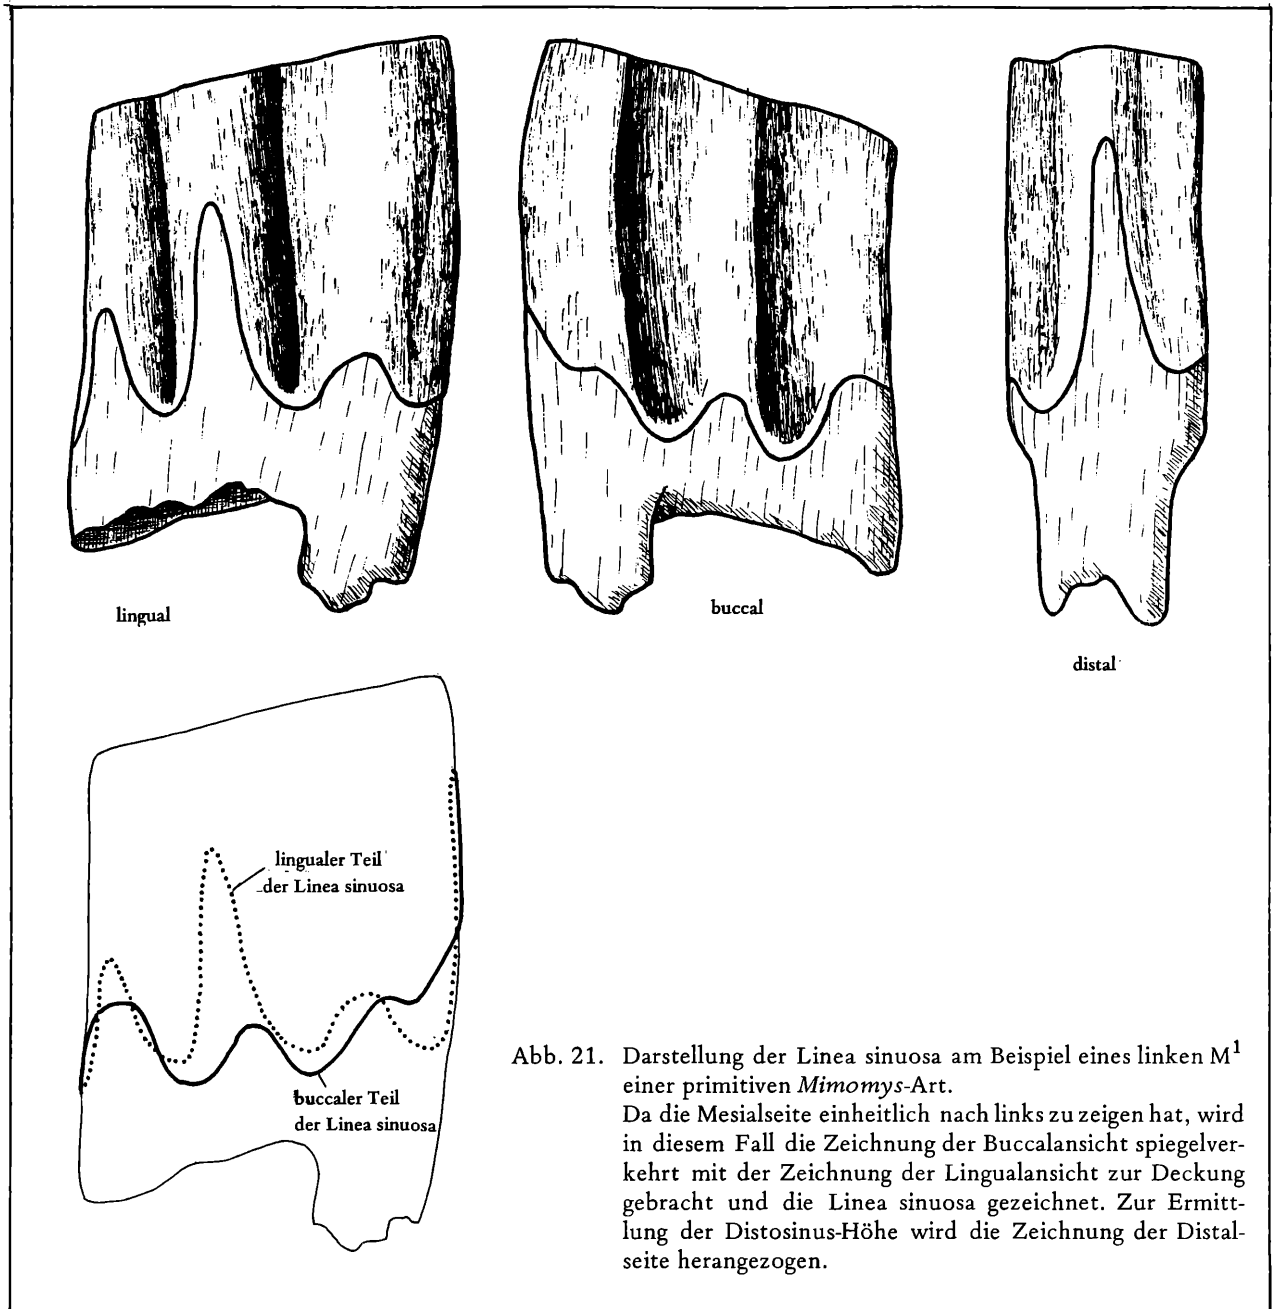 lingual
buccal
distal
lingualer Teil
der Linea sinuosa
buccaler Teil
der Linea sinuosa
Abb. 21. Darstellung der Linea sinuosa am Beispiel eines linken M¹
einer primitiven Mimomys-Art.
Da die Mesialseite einheitlich nach links zu zeigen hat, wird
in diesem Fall die Zeichnung der Buccalansicht spiegelver-
kehrt mit der Zeichnung der Lingualansicht zur Deckung
gebracht und die Linea sinuosa gezeichnet. Zur Ermitt-
lung der Distosinus-Höhe wird die Zeichnung der Distal-
seite herangezogen.